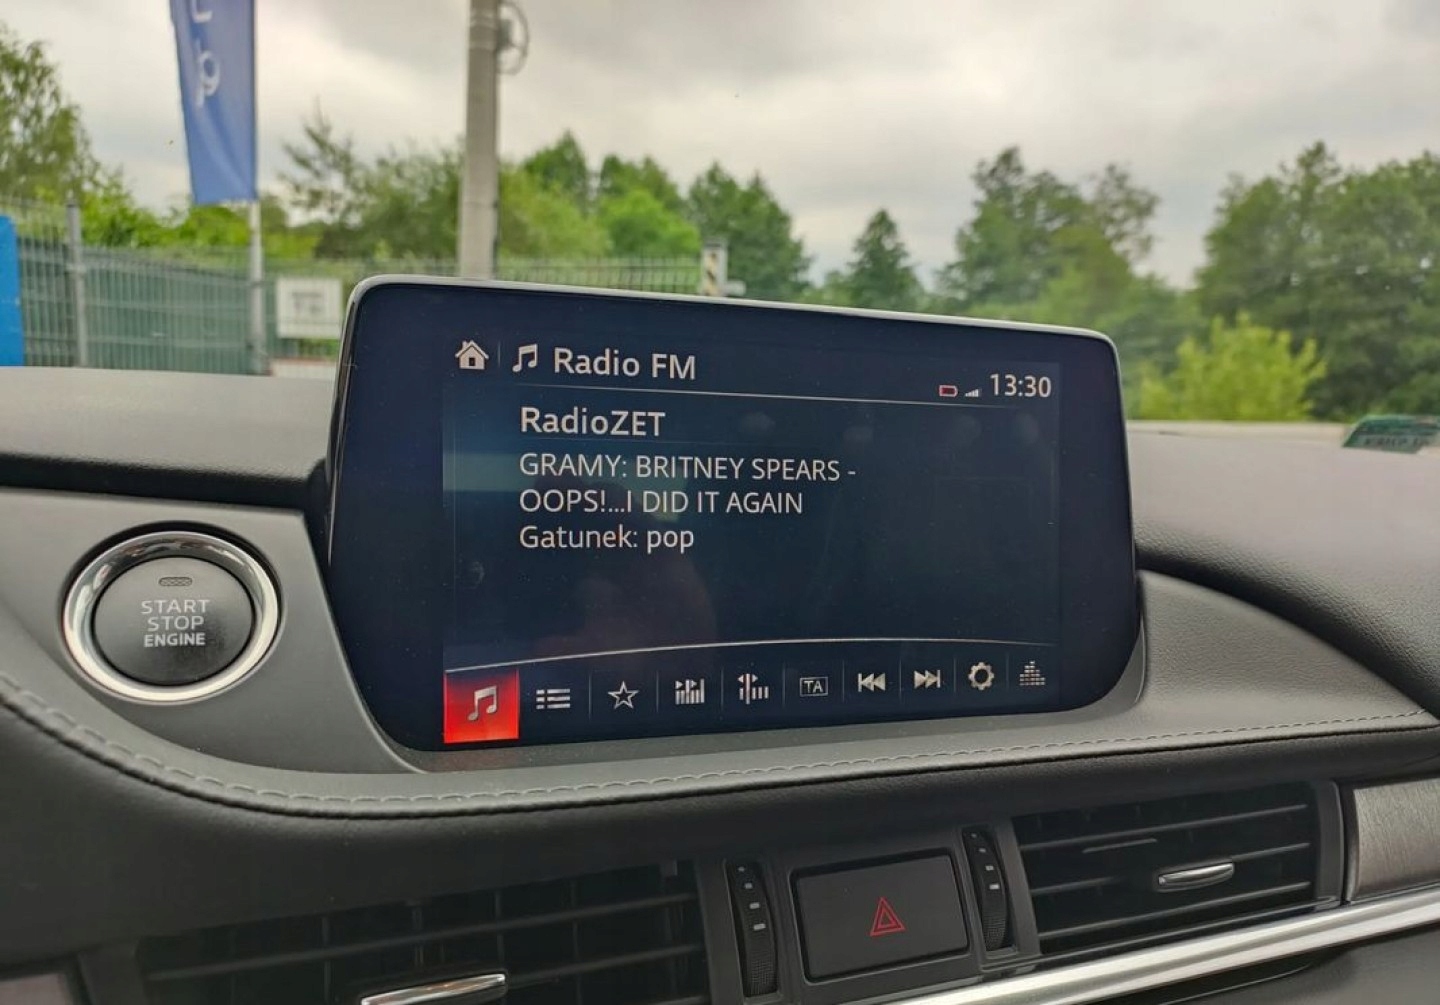 Radio FM
13:30
RadioZET
GRAMY: BRITNEY SPEARS -
OOPS!...I DID IT AGAIN
Gatunek: pop
TA
START
STOP
ENGINE